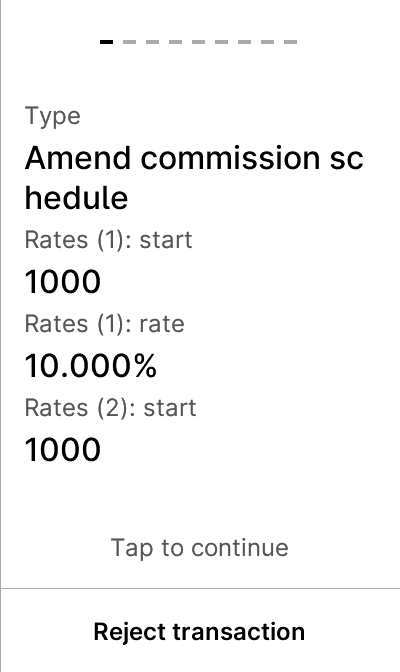 Type
Amend commission sc
hedule
Rates (1): start
1000
Rates (1): rate
10.000%
Rates (2): start
1000
Tap to continue
Reject transaction